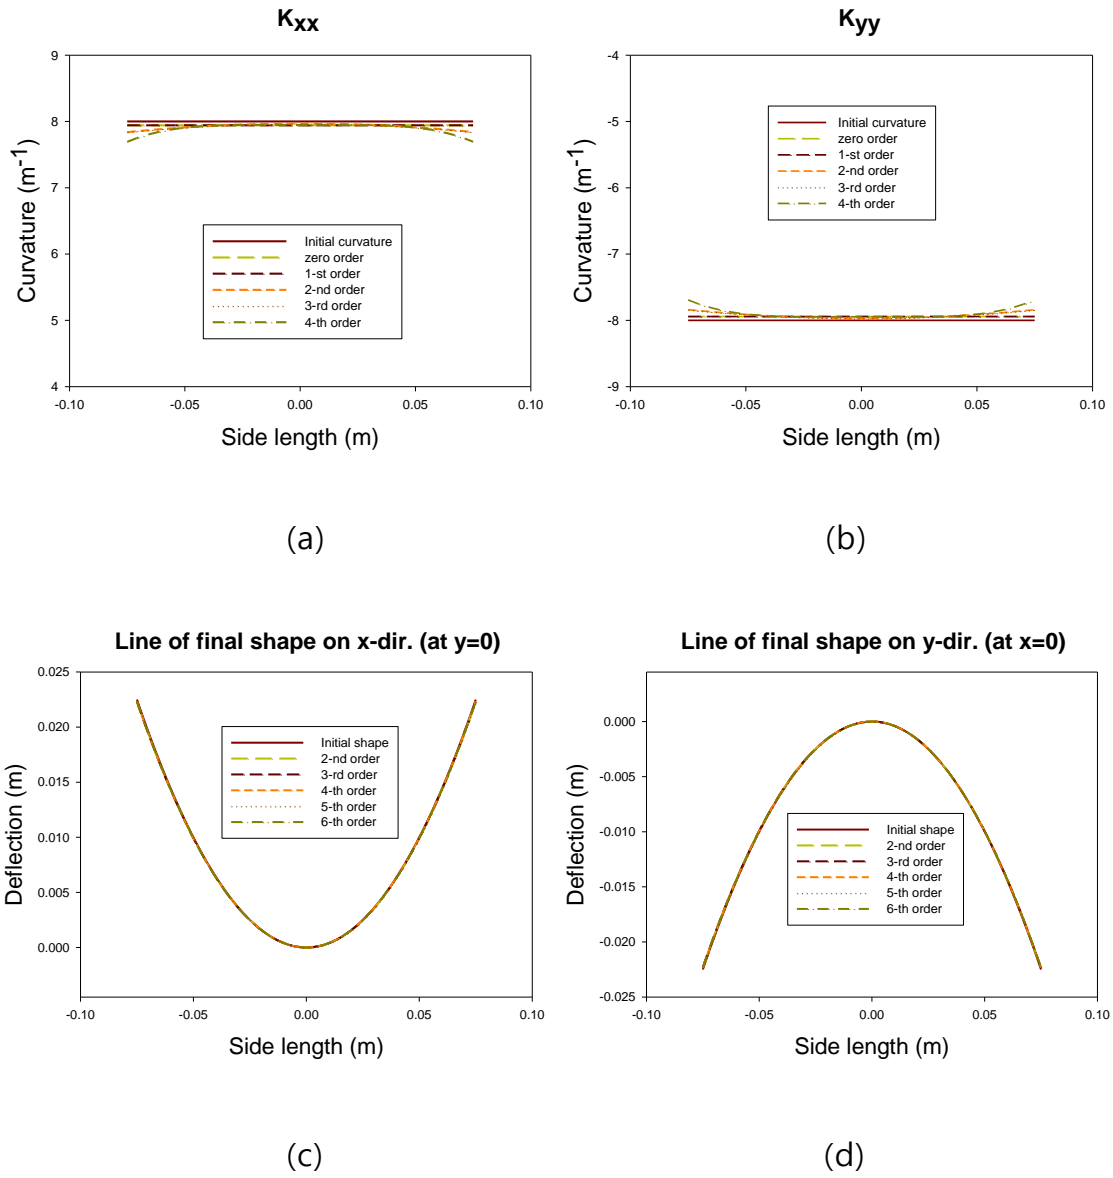 Kxx
9
8
7
6
5
4
Curvature (m-1)
Initial curvature
zero order
1-st order
2-nd order
3-rd order
4-th order
-0.10 -0.05 0.00 0.05 0.10
Side length (m)
(a)
Kyy
-4
-5
-6
-7
-8
-9
Curvature (m-1)
Initial curvature
zero order
1-st order
2-nd order
3-rd order
4-th order
-0.10 -0.05 0.00 0.05 0.10
Side length (m)
(b)
Line of final shape on x-dir. (at y=0)
0.025
0.020
0.015
0.010
0.005
0.000
Deflection (m)
Initial shape
2-nd order
3-rd order
4-th order
5-th order
6-th order
-0.10 -0.05 0.00 0.05 0.10
Side length (m)
(c)
Line of final shape on y-dir. (at x=0)
0.000
-0.005
-0.010
-0.015
-0.020
-0.025
Deflection (m)
Initial shape
2-nd order
3-rd order
4-th order
5-th order
6-th order
-0.10 -0.05 0.00 0.05 0.10
Side length (m)
(d)